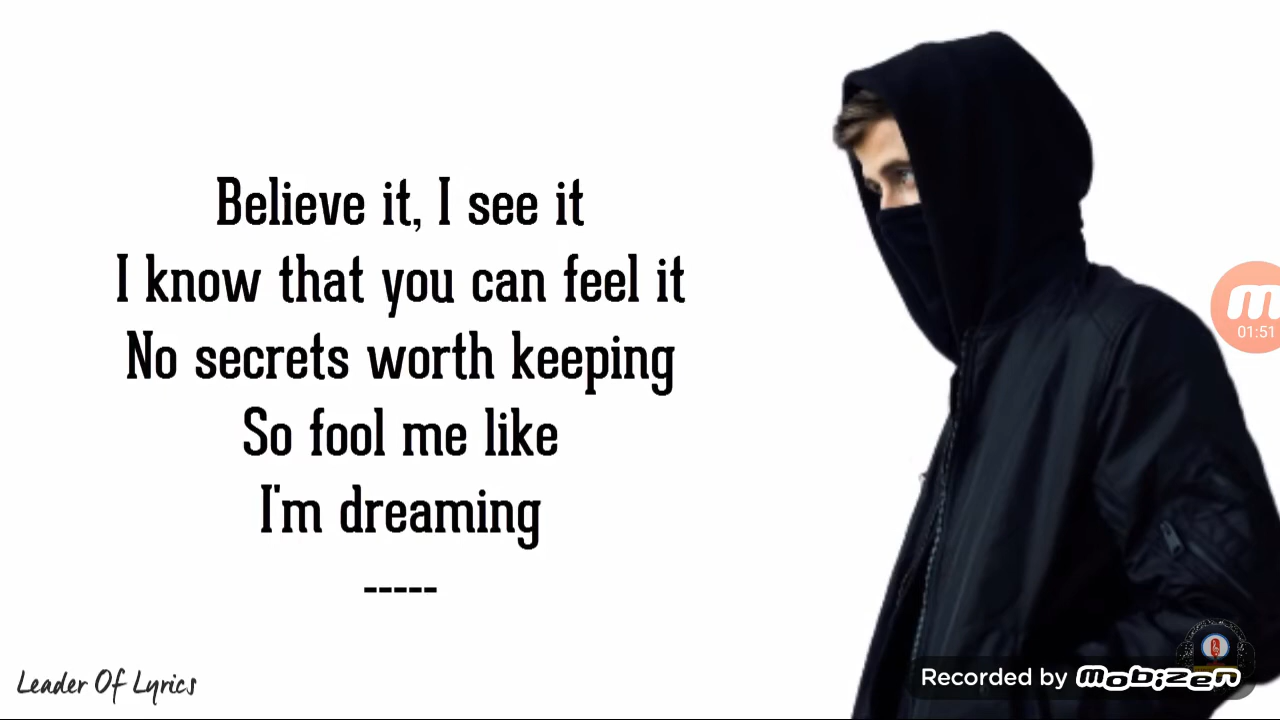 Believe it, I see it
I know that you can feel it
No secrets worth keeping
So fool me like
I'm dreaming
-----
01:51
Leader Of Lyrics
Recorded by mobizen